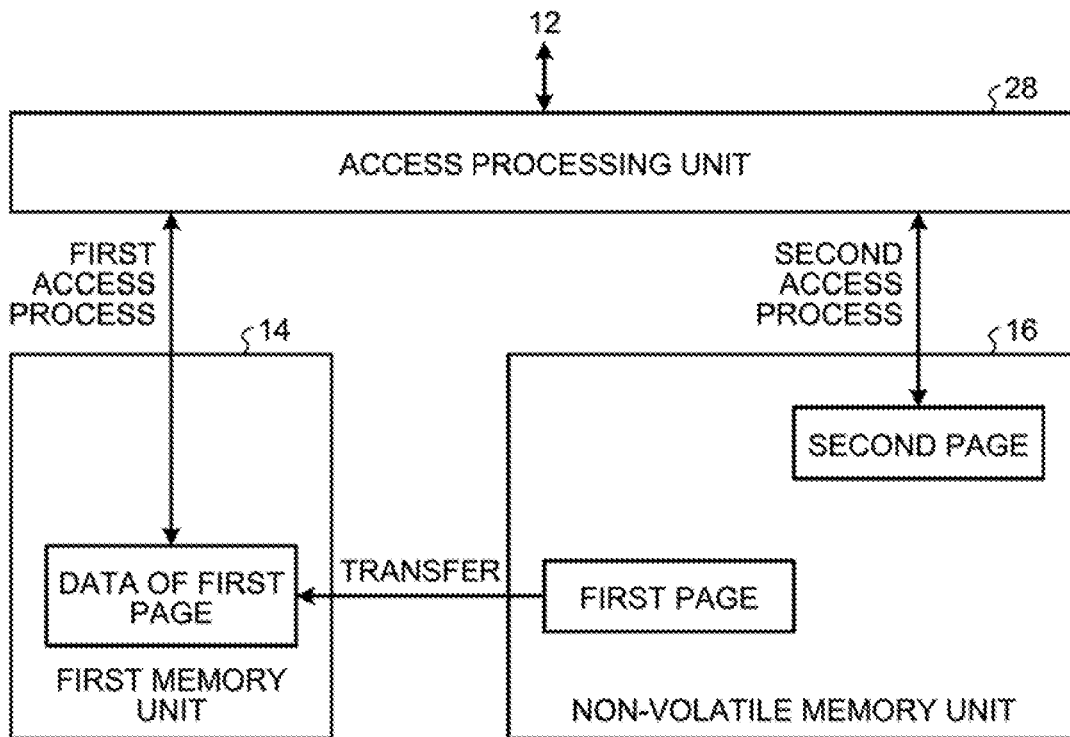 12
28
ACCESS PROCESSING UNIT
FIRST
ACCESS
PROCESS
SECOND
ACCESS
PROCESS
14
16
SECOND PAGE
DATA OF FIRST
PAGE
TRANSFER
FIRST PAGE
FIRST MEMORY
UNIT
NON-VOLATILE MEMORY UNIT